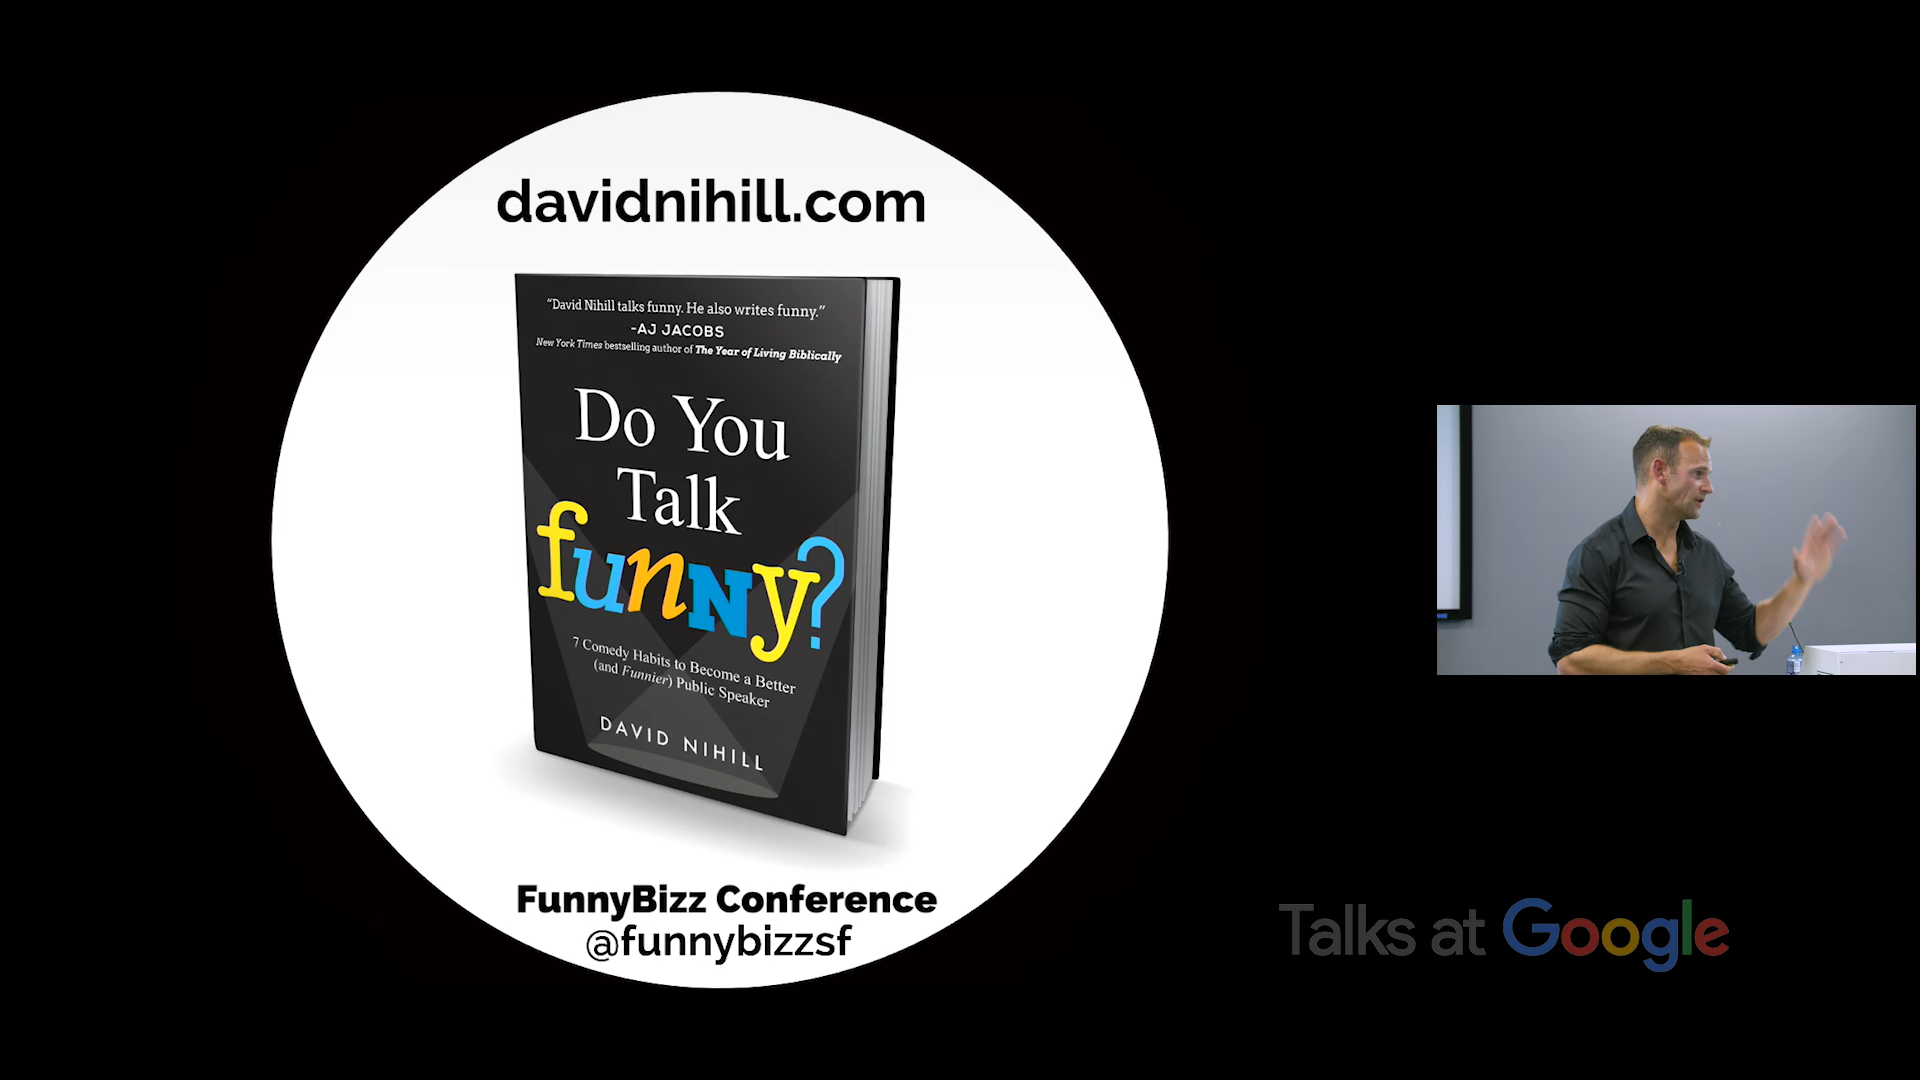 davidnihill.com
“David Nihill talks funny. He also writes funny.”
-AJ JACOBS
New York Times bestselling author of The Year of Living Biblically
Do You
Talk
funny?
7 Comedy Habits to Become a Better
(and Funnier) Public Speaker
DAVID NIHILL
FunnyBizz Conference
@funnybizzsf
Talks at Google